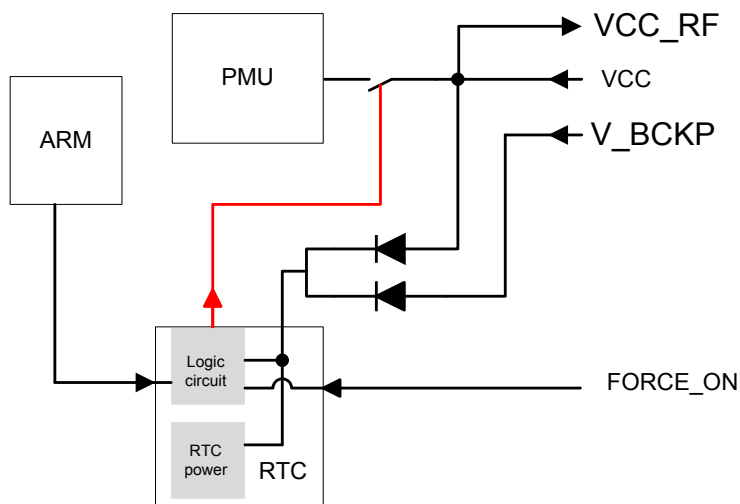 VCC_RF
PMU
VCC
ARM
V_BCKP
Logic
circuit
FORCE_ON
RTC
power
RTC